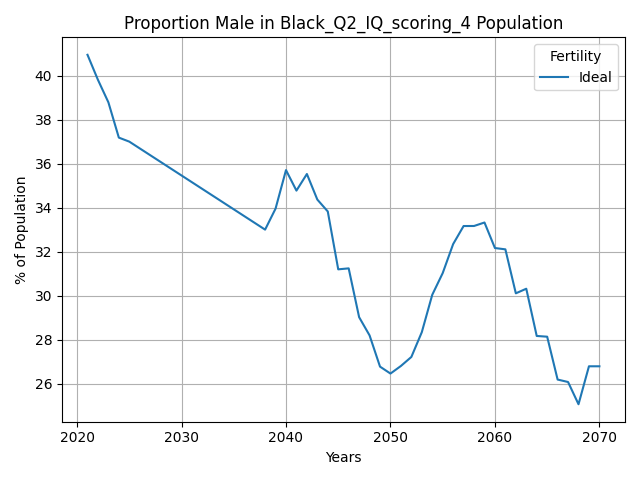 Proportion Male in Black_Q2_IQ_scoring_4 Population
Fertility
Ideal
% of Population
40
38
36
34
32
30
28
26
2020
2030
2040
2050
2060
2070
Years